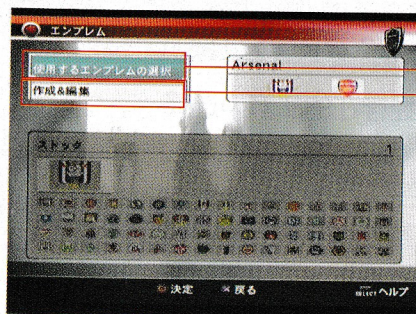 エンブレム
使用するエンブレムの選択
作成&編集
Arsenal
ストック
1
決定
戻る
SELECT ヘルプ